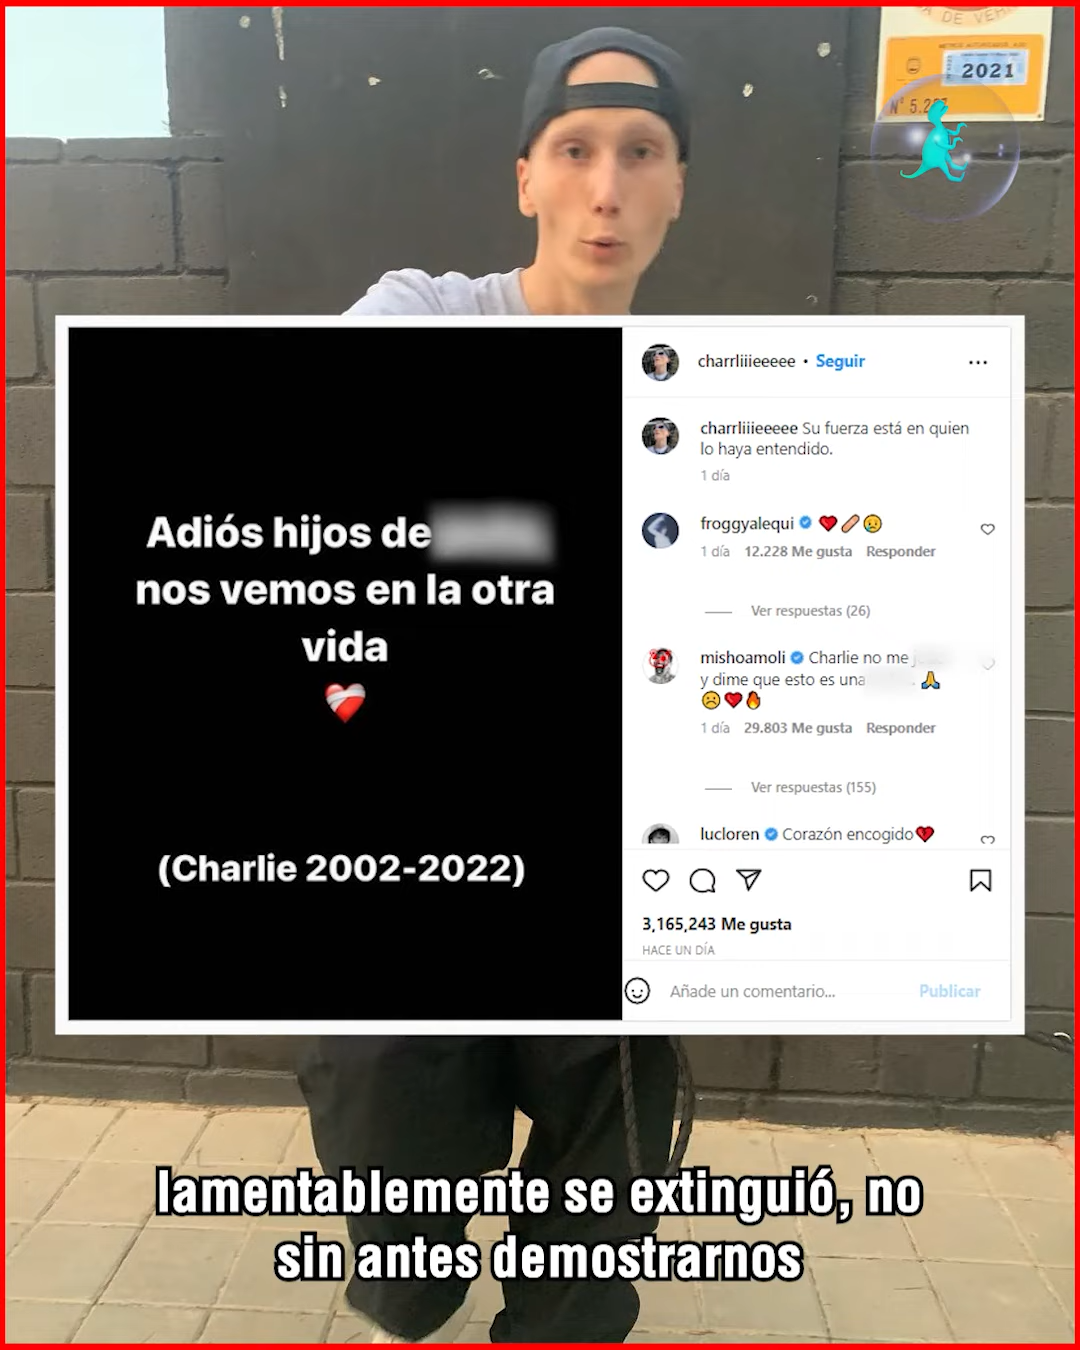 A DE VEH
2021
Nº 5.2
charrliiieeeee • Seguir
charrliiieeeee Su fuerza está en quien
lo haya entendido.
1 día
Adiós hijos de
nos vemos en la otra
vida
(Charlie 2002-2022)
froggyalequi
1 día 12.228 Me gusta Responder
Ver respuestas (26)
mishoamoli Charlie no me
y dime que esto es una
1 día 29.803 Me gusta Responder
Ver respuestas (155)
lucloren Corazón encogido
3,165,243 Me gusta
HACE UN DÍA
Añade un comentario... Publicar
lamentablemente se extinguió, no
sin antes demostrarnos